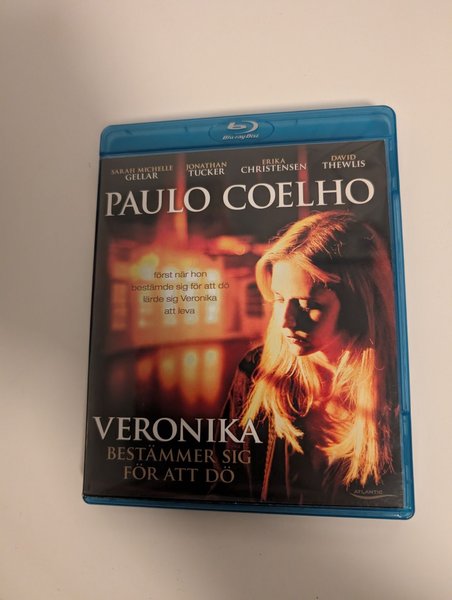 Blu-ray Disc
SARAH MICHELLE GELLAR
JONATHAN TUCKER
ERIKA CHRISTENSEN
DAVID THEWLIS
PAULO COELHO
först när hon
bestämde sig för att dö
lärde sig Veronika
att leva
VERONIKA
BESTÄMMER SIG
FÖR ATT DÖ
ATLANTIC